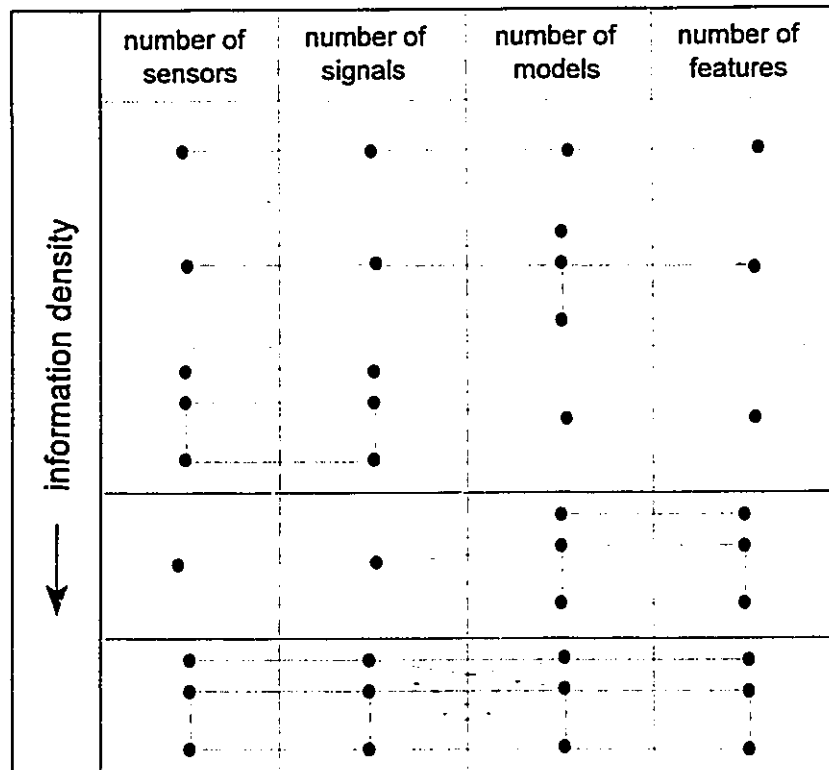 number of
sensors
number of
signals
number of
models
number of
features
information density